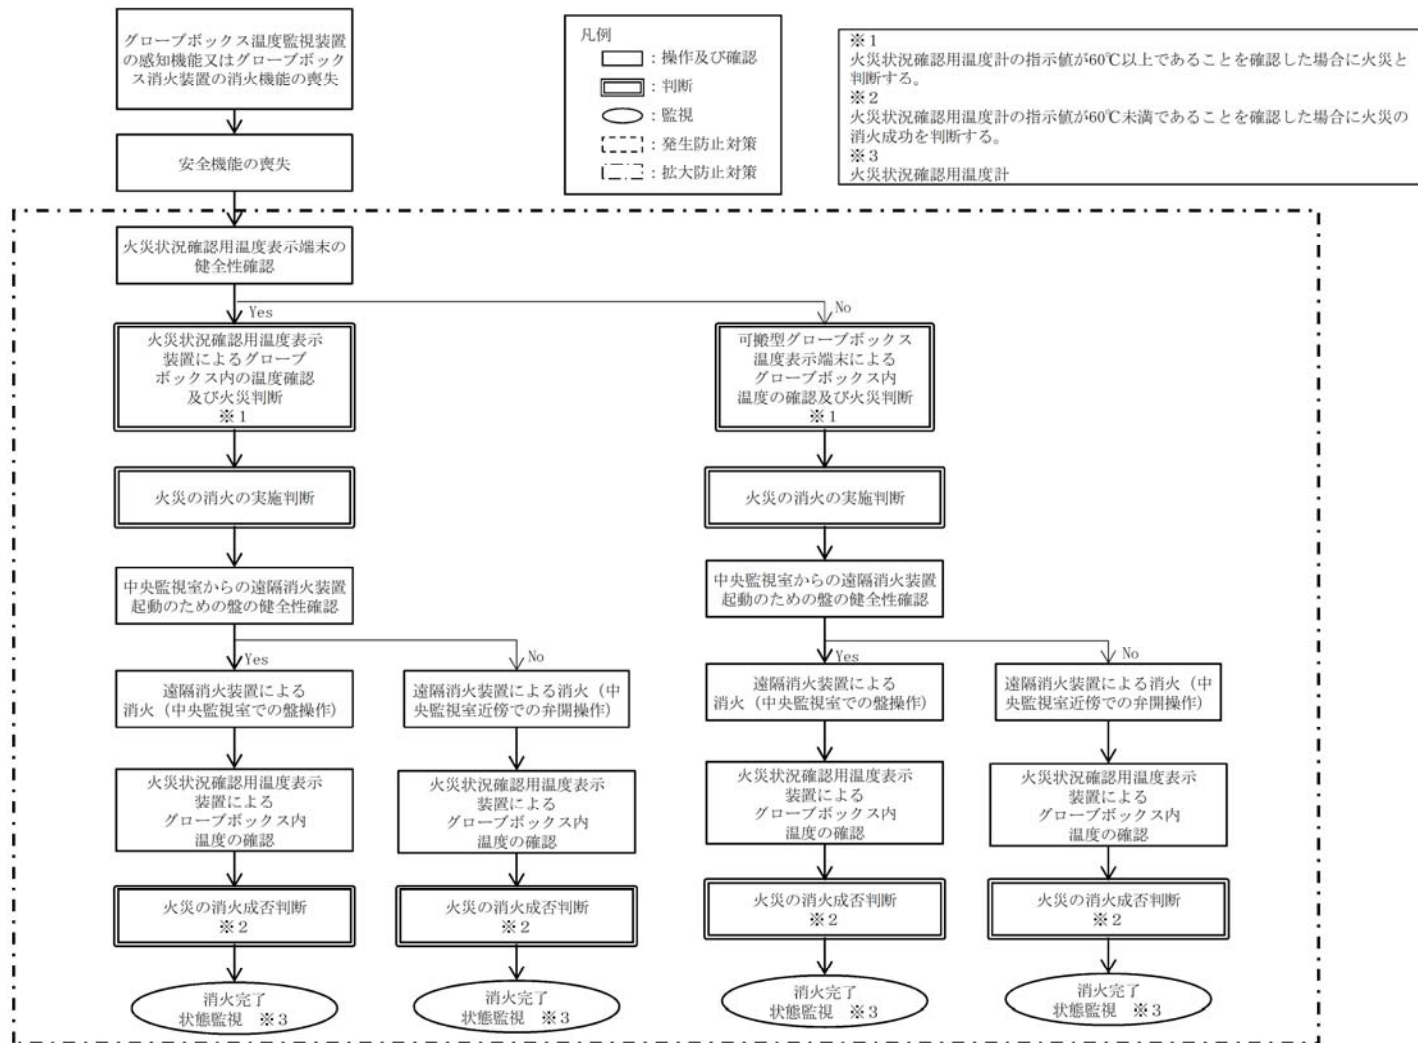 グローブボックス温度監視装置
の感知機能又はグローブボック
ス消火装置の消火機能の喪失
安全機能の喪失
凡例
：操作及び確認
：判断
：監視
：発生防止対策
：拡大防止対策
※１
火災状況確認用温度計の指示値が60℃以上であることを確認した場合に火災と
判断する。
※２
火災状況確認用温度計の指示値が60℃未満であることを確認した場合に火災の
消火成功を判断する。
※３
火災状況確認用温度計
火災状況確認用温度表示端末の
健全性確認
Yes
No
火災状況確認用温度表示
装置によるグローブ
ボックス内の温度確認
及び火災判断
※１
可搬型グローブボックス
温度表示端末による
グローブボックス内
温度の確認及び火災判断
※１
火災の消火の実施判断
火災の消火の実施判断
中央監視室からの遠隔消火装置
起動のための盤の健全性確認
中央監視室からの遠隔消火装置
起動のための盤の健全性確認
Yes
No
Yes
No
遠隔消火装置による
消火（中央監視室での盤操作）
遠隔消火装置による消火（中
央監視室近傍での弁開操作）
遠隔消火装置による
消火（中央監視室での盤操作）
遠隔消火装置による消火（中
央監視室近傍での弁開操作）
火災状況確認用温度表示
装置による
グローブボックス内
温度の確認
火災状況確認用温度表示
装置による
グローブボックス内
温度の確認
火災状況確認用温度表示
装置による
グローブボックス内
温度の確認
火災状況確認用温度表示
装置による
グローブボックス内
温度の確認
火災の消火成否判断
※２
火災の消火成否判断
※２
火災の消火成否判断
※２
火災の消火成否判断
※２
消火完了
状態監視　※３
消火完了
状態監視　※３
消火完了
状態監視　※３
消火完了
状態監視　※３